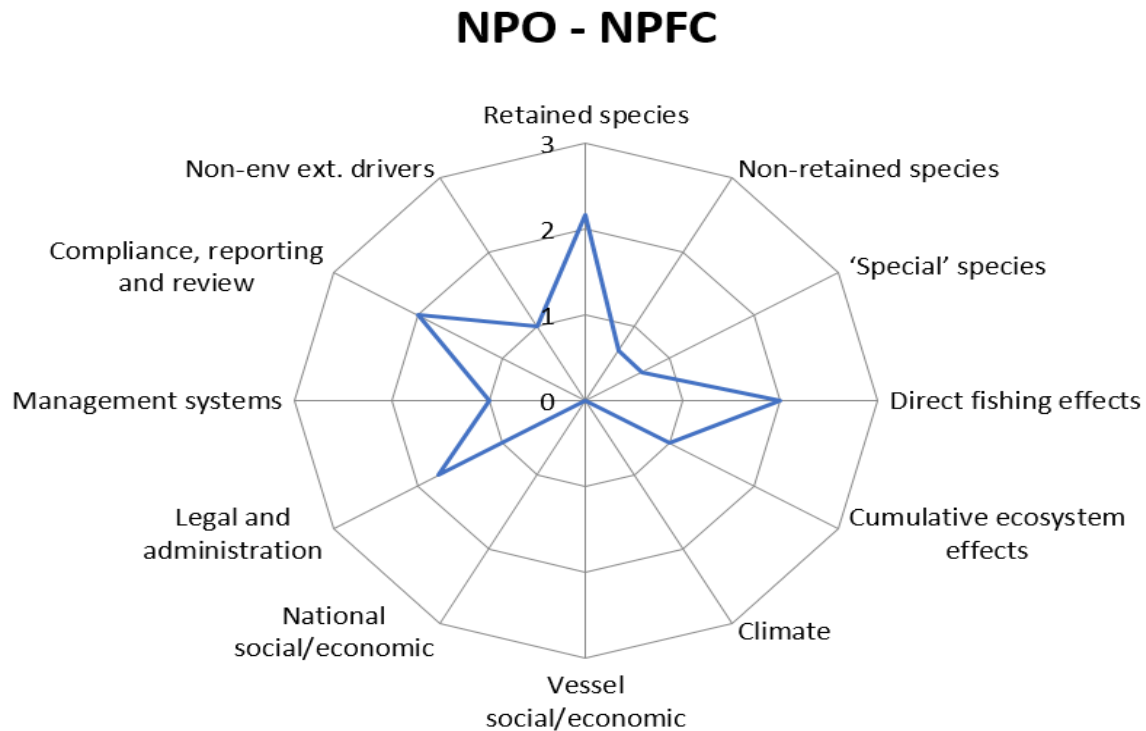 NPO - NPFC
Retained species
3
Non-env ext. drivers
Non-retained species
Compliance, reporting
and review
2
‘Special’ species
1
Management systems
0
Direct fishing effects
Legal and
administration
Cumulative ecosystem
effects
National
social/economic
Climate
Vessel
social/economic